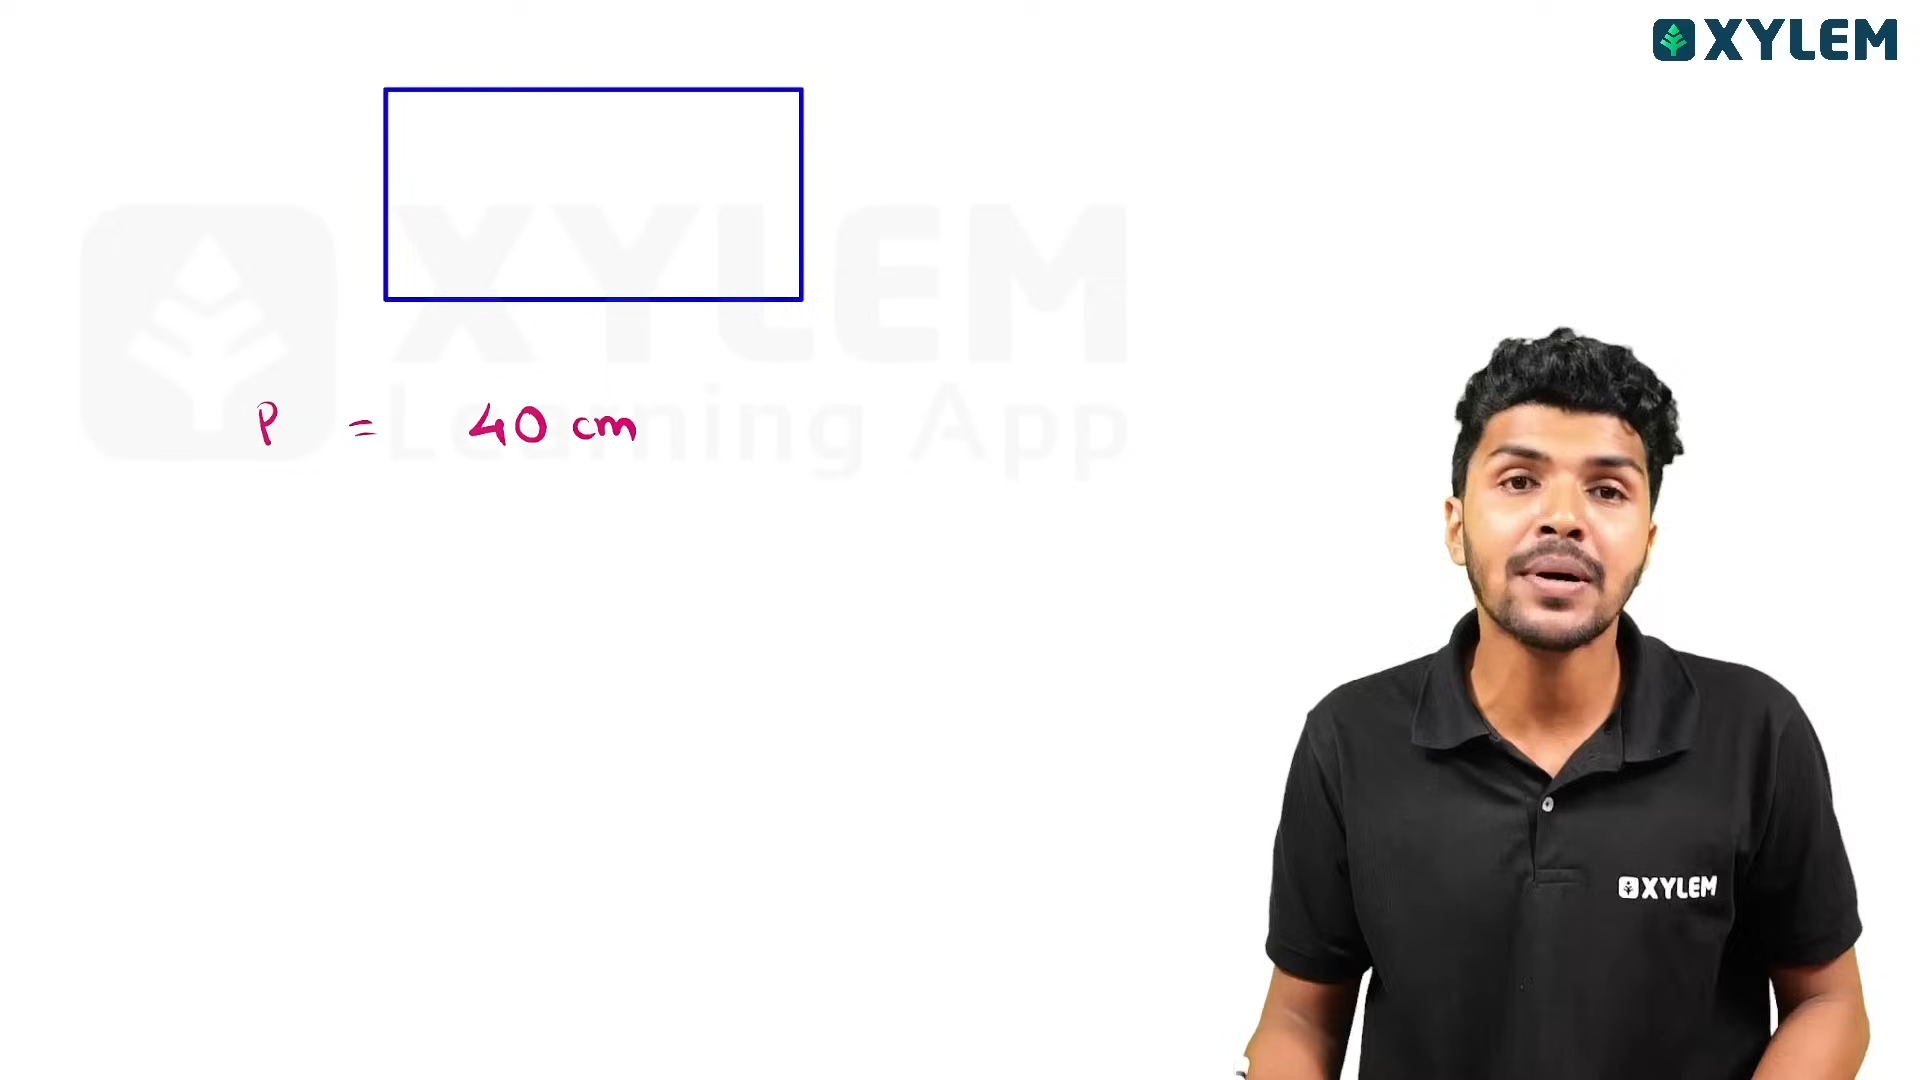 XYLEM
XYLEM
Learning App
P = 40 cm
XYLEM